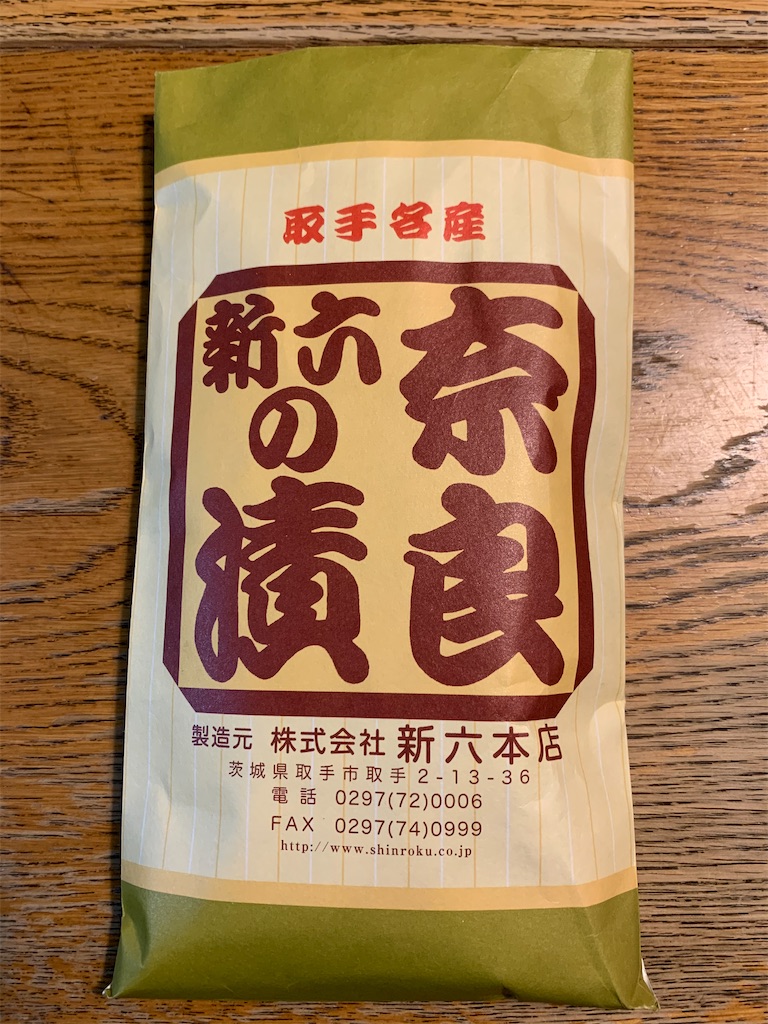 取手名産
新六の
奈良漬
製造元 株式会社 新六本店
茨城県取手市取手2-13-36
電話 0297(72)0006
FAX 0297(74)0999
http://www.shinroku.co.jp